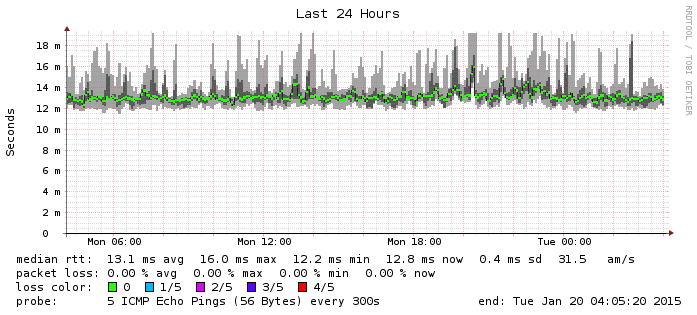 Last 24 Hours
RRDTOOL / TOBI OETIKER
Seconds
18 m
16 m
14 m
12 m
10 m
8 m
6 m
4 m
2 m
0
Mon 06:00 Mon 12:00 Mon 18:00 Tue 00:00
median rtt: 13.1 ms avg 16.0 ms max 12.2 ms min 12.8 ms now 0.4 ms sd 31.5 am/s
packet loss: 0.00 % avg 0.00 % max 0.00 % min 0.00 % now
loss color: 0 1/5 2/5 3/5 4/5
probe: 5 ICMP Echo Pings (56 Bytes) every 300s end: Tue Jan 20 04:05:20 2015